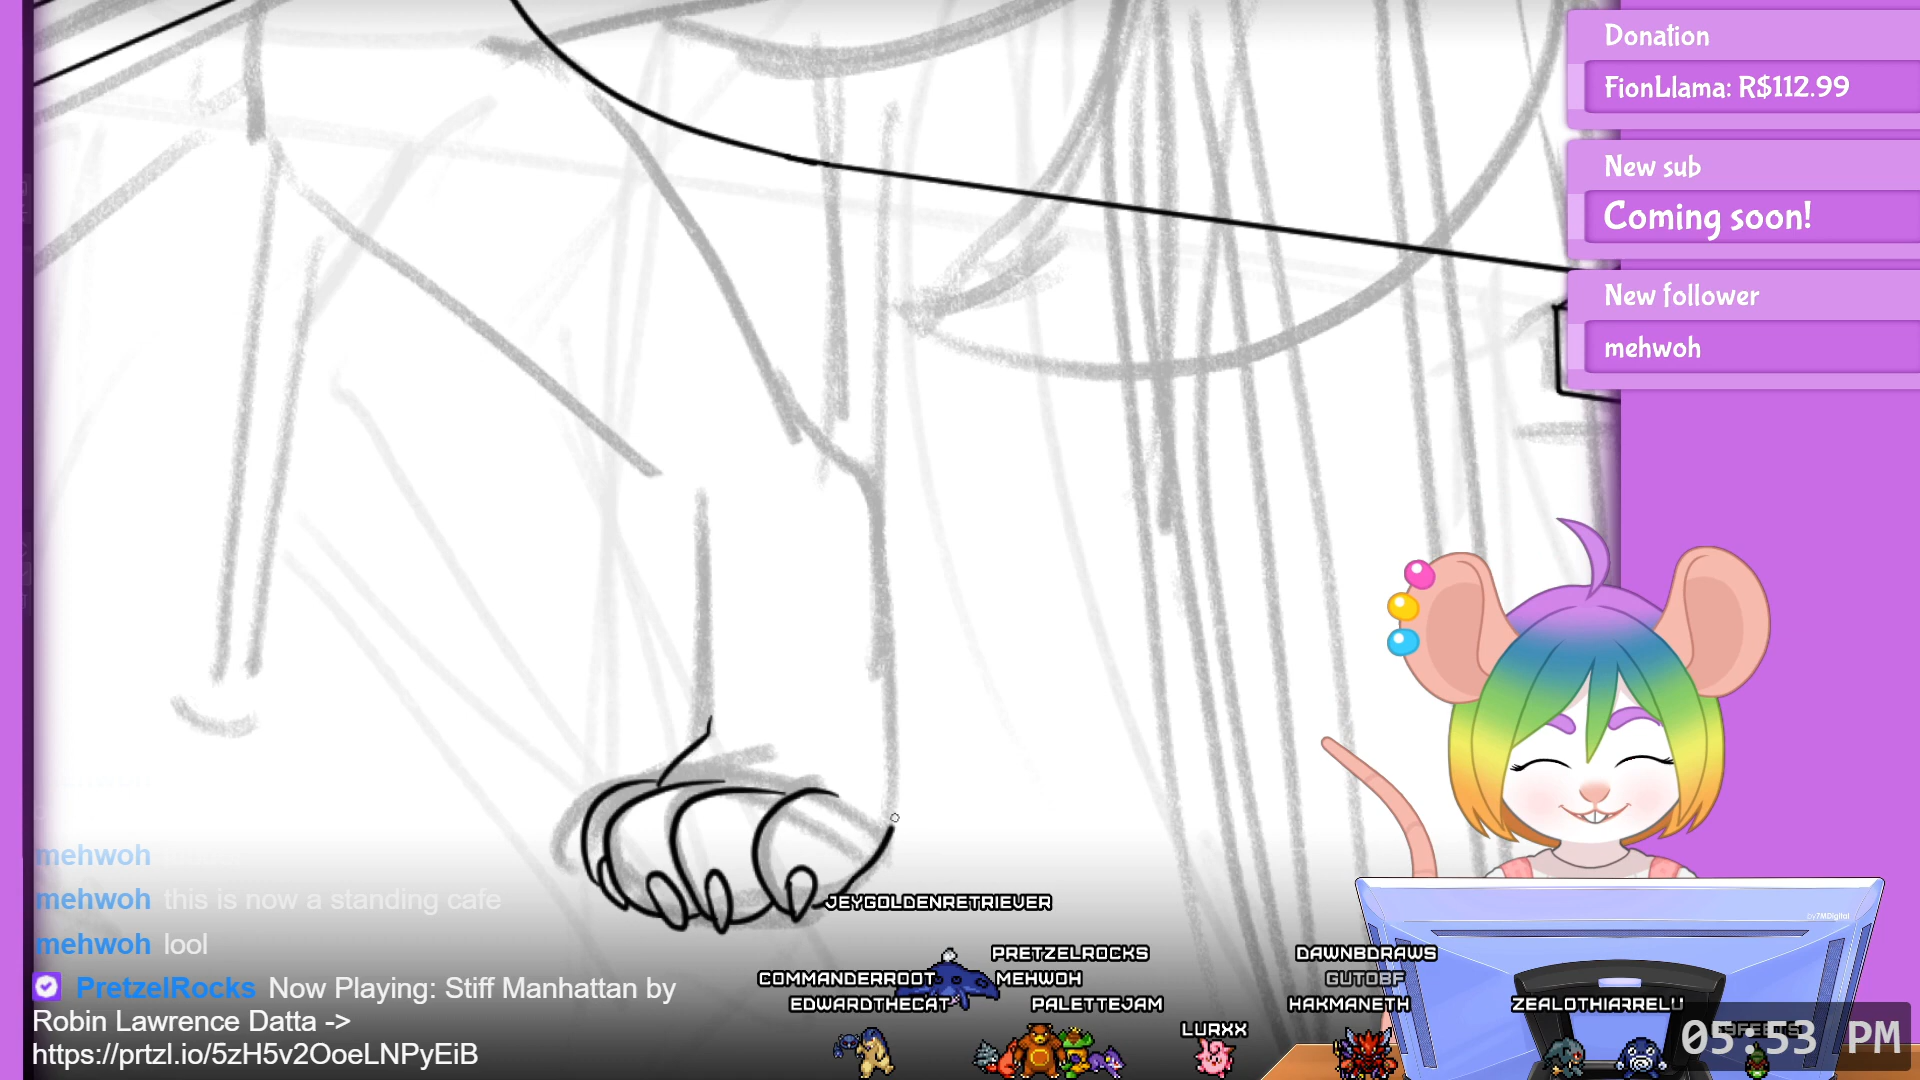 Donation
FionLlama: R$112.99
New sub
Coming soon!
New follower
mehwoh
mehwoh
mehwoh this is now a standing cafe
mehwoh lool
PretzelRocks Now Playing: Stiff Manhattan by
Robin Lawrence Datta ->
https://prtzl.io/5zH5v2OoeLNPyEiB
JEYGOLDENRETRIEVER
PRETZELROCKS
COMMANDERROOT
MEHWOH
EDWARDTHECAT
PALETTEJAM
LURXX
DAWNBDRAWS
GUTOBF
HAKMANETH
ZEALOTHIARRELU
by7MDigital
05:53 PM